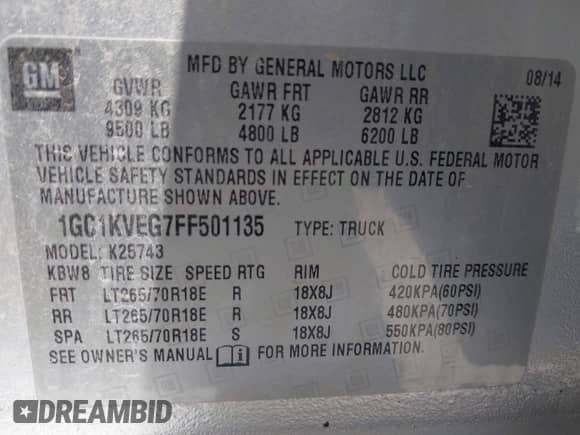 GM
MFD BY GENERAL MOTORS LLC
08/14
GVWR GAWR FRT GAWR RR
4309 KG 2177 KG 2812 KG
9500 LB 4800 LB 6200 LB
THIS VEHICLE CONFORMS TO ALL APPLICABLE U.S. FEDERAL MOTOR
VEHICLE SAFETY STANDARDS IN EFFECT ON THE DATE OF
MANUFACTURE SHOWN ABOVE.
1GC1KVEG7FF501135 TYPE: TRUCK
MODEL: K25743
KBW8 TIRE SIZE SPEED RTG RIM COLD TIRE PRESSURE
FRT LT265/70R18E R 18X8J 420KPA(60PSI)
RR LT265/70R18E R 18X8J 480KPA(70PSI)
SPA LT265/70R18E S 18X8J 550KPA(80PSI)
SEE OWNER'S MANUAL FOR MORE INFORMATION.
DREAMBID